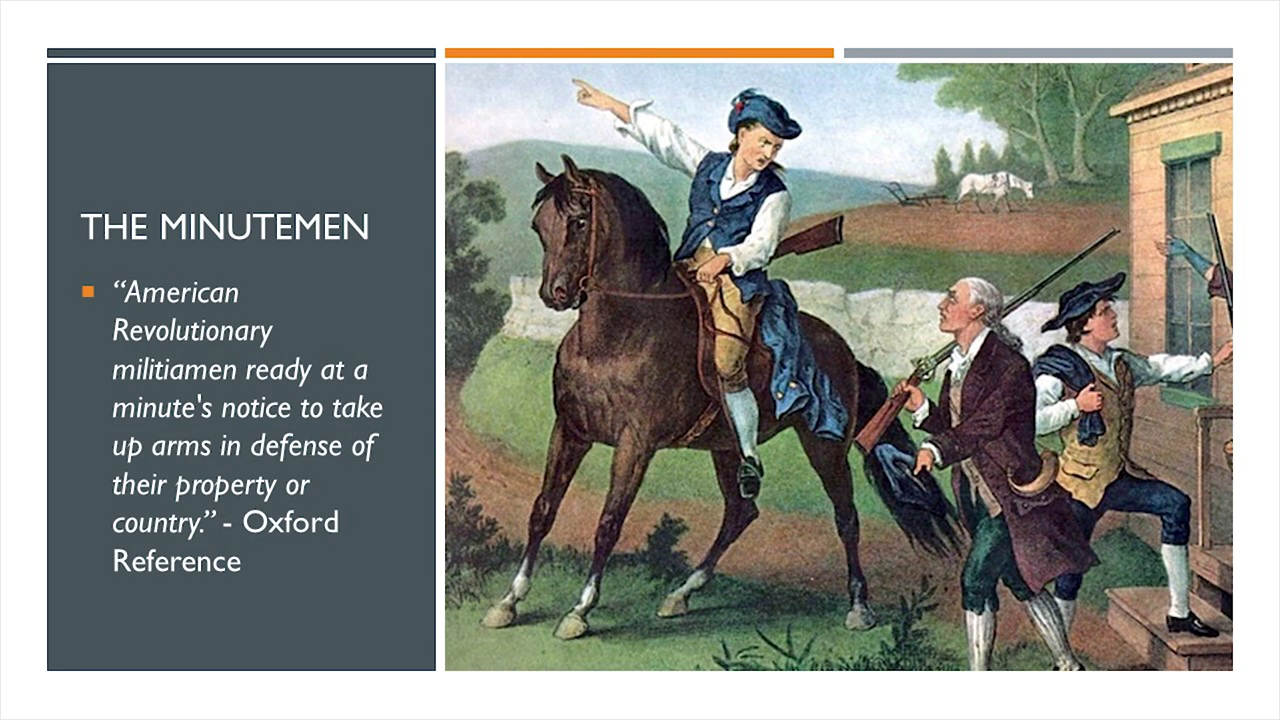 THE MINUTEMEN
“American
Revolutionary
militiamen ready at a
minute's notice to take
up arms in defense of
their property or
country.” - Oxford
Reference